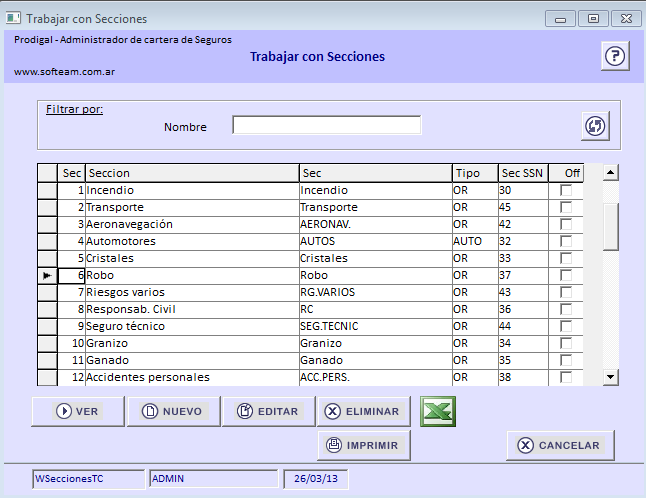 Trabajar con Secciones
Prodigal - Administrador de cartera de Seguros
Trabajar con Secciones
www.softeam.com.ar
?
Filtrar por:
Nombre
Sec Seccion Sec Tipo Sec SSN Off
1 Incendio Incendio OR 30
2 Transporte Transporte OR 45
3 Aeronavegación AERONAV. OR 42
4 Automotores AUTOS AUTO 32
5 Cristales Cristales OR 33
6 Robo Robo OR 37
7 Riesgos varios RG.VARIOS OR 43
8 Responsab. Civil RC OR 36
9 Seguro técnico SEG.TECNIC OR 44
10 Granizo Granizo OR 34
11 Ganado Ganado OR 35
12 Accidentes personales ACC.PERS. OR 38
VER NUEVO EDITAR ELIMINAR
IMPRIMIR CANCELAR
WSeccionesTC ADMIN 26/03/13